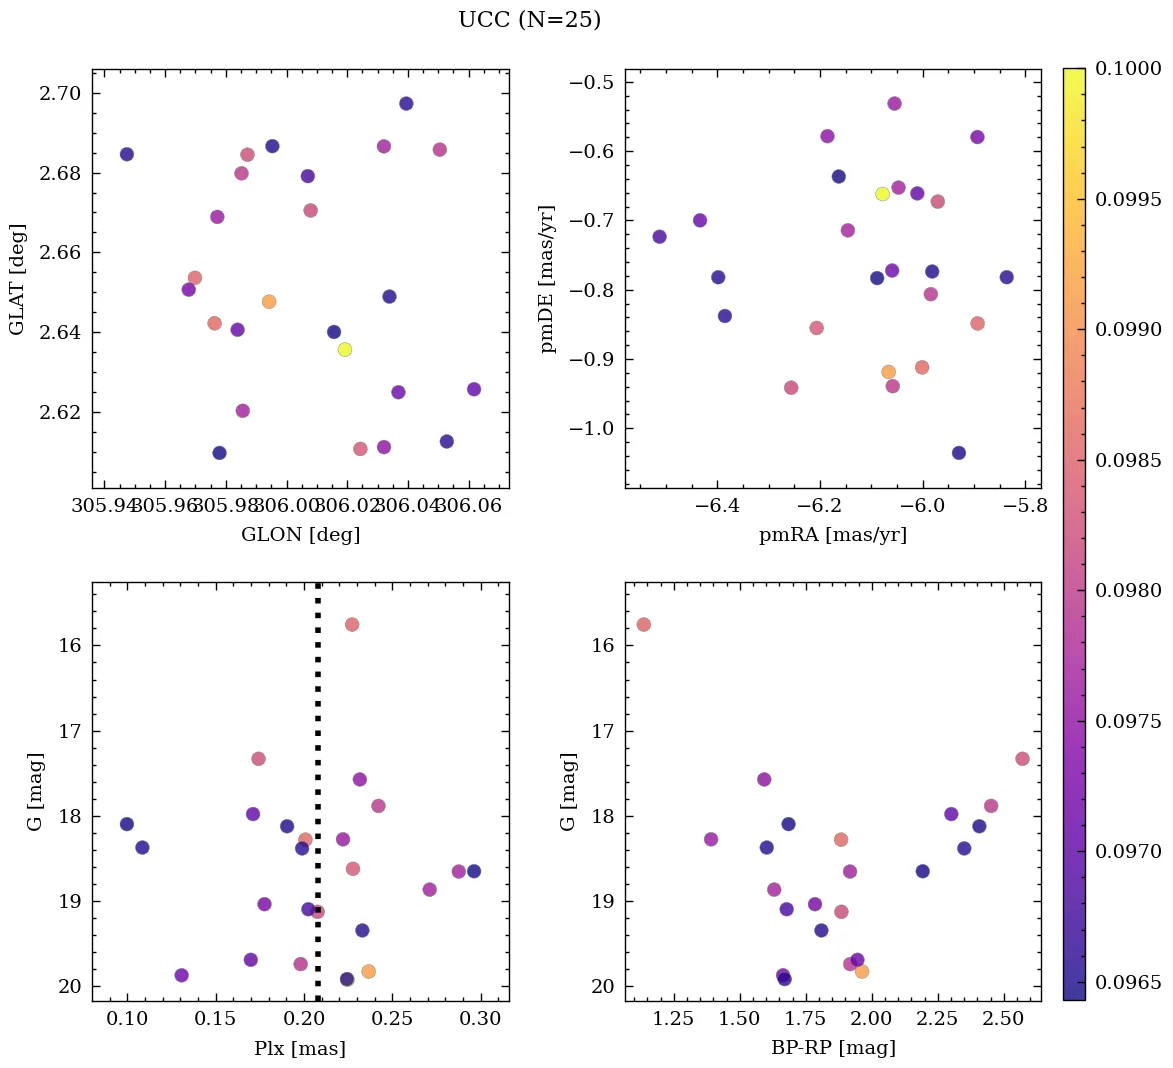 UCC (N=25)
2.70
2.68
2.66
2.64
2.62
GLAT [deg]
305.94 305.96 305.98 306.00 306.02 306.04 306.06
GLON [deg]
−0.5
−0.6
−0.7
−0.8
−0.9
−1.0
pmDE [mas/yr]
−6.4 −6.2 −6.0 −5.8
pmRA [mas/yr]
0.1000
0.0995
0.0990
0.0985
0.0980
0.0975
0.0970
0.0965
16
17
18
19
20
G [mag]
0.10 0.15 0.20 0.25 0.30
Plx [mas]
16
17
18
19
20
G [mag]
1.25 1.50 1.75 2.00 2.25 2.50
BP-RP [mag]